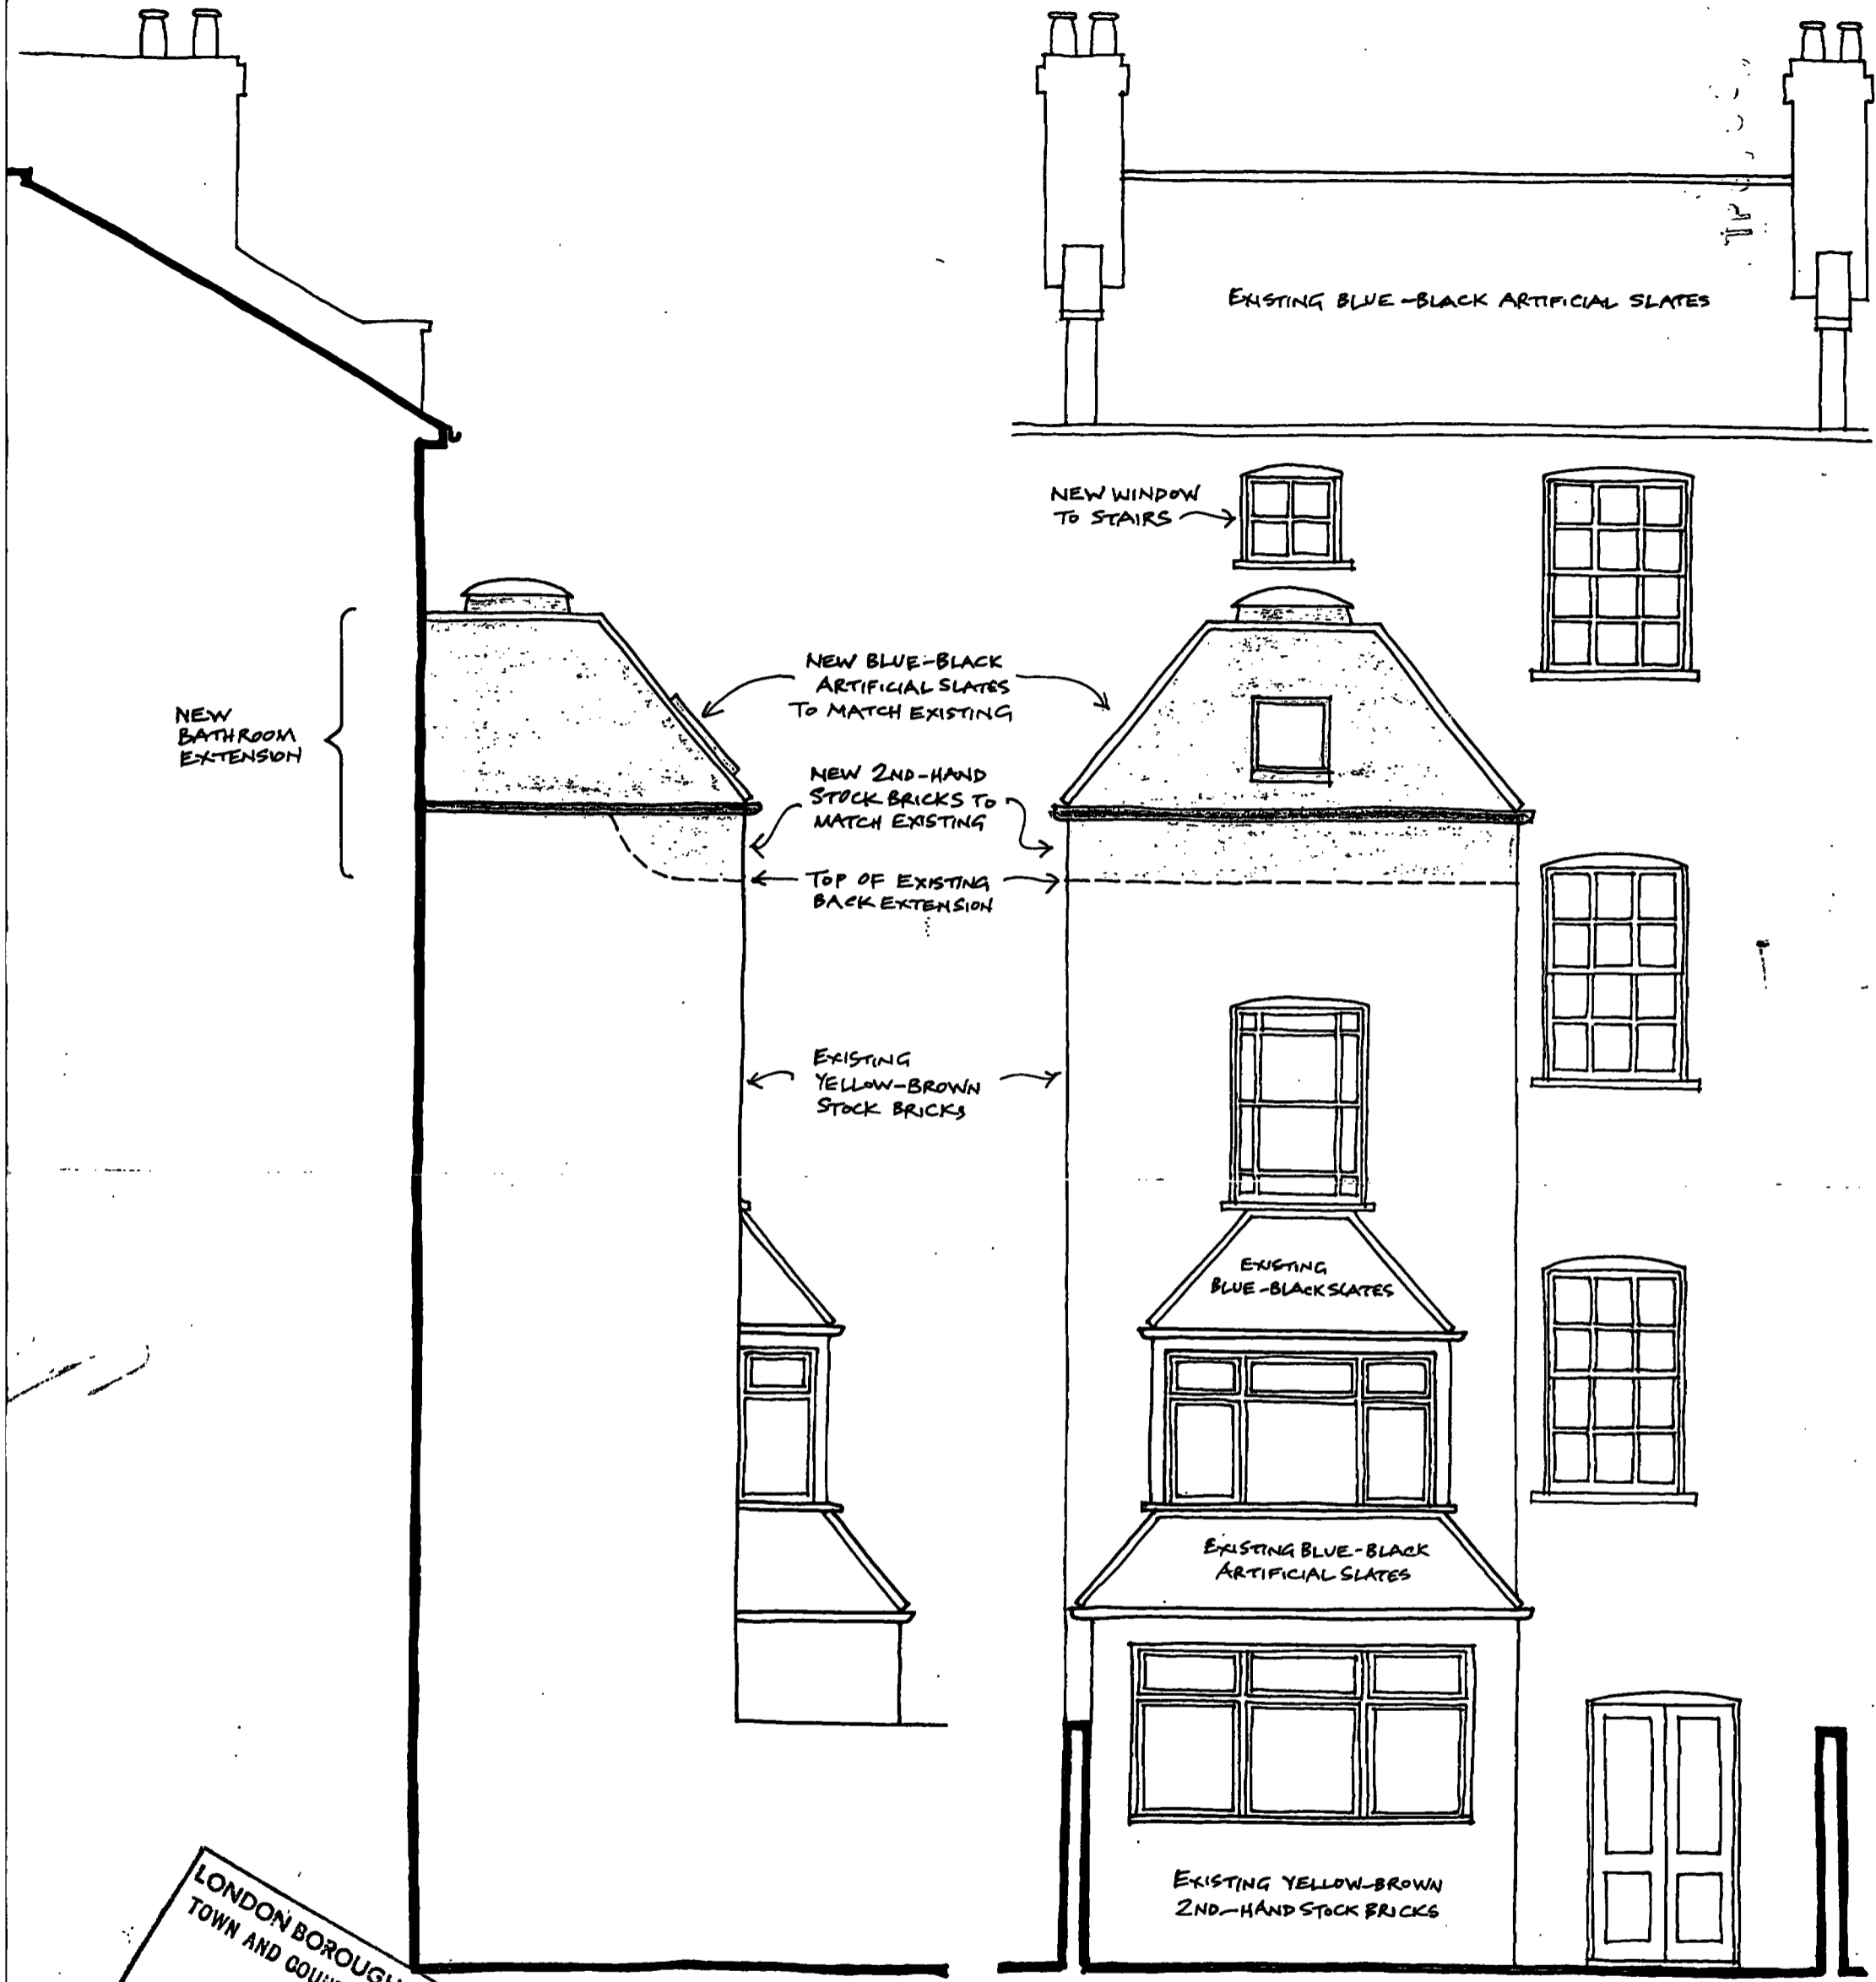 EXISTING BLUE-BLACK ARTIFICIAL SLATES
NEW WINDOW
TO STAIRS
NEW BLUE-BLACK
ARTIFICIAL SLATES
TO MATCH EXISTING
NEW
BATHROOM
EXTENSION
NEW 2ND-HAND
STOCK BRICKS TO
MATCH EXISTING
TOP OF EXISTING
BACK EXTENSION
EXISTING
YELLOW-BROWN
STOCK BRICKS
EXISTING
BLUE-BLACK SLATES
EXISTING BLUE-BLACK
ARTIFICIAL SLATES
EXISTING YELLOW-BROWN
2ND-HAND STOCK BRICKS
LONDON BOROUGH
TOWN AND